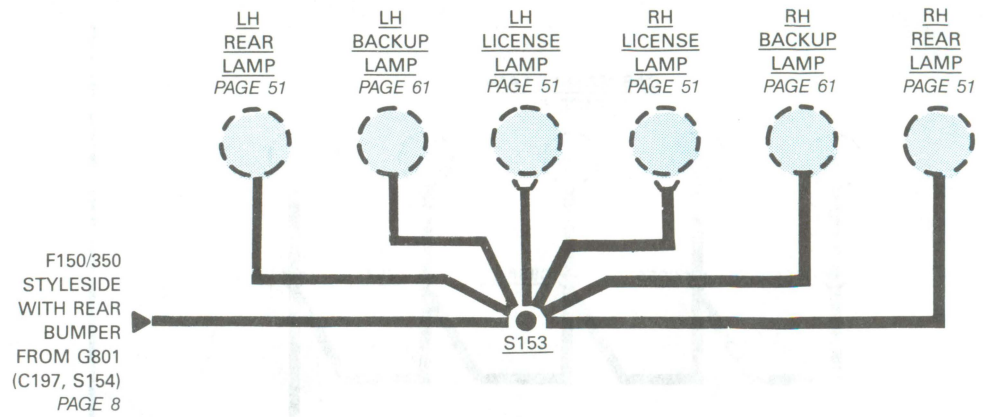 LH
REAR
LAMP
PAGE 51
LH
BACKUP
LAMP
PAGE 61
LH
LICENSE
LAMP
PAGE 51
RH
LICENSE
LAMP
PAGE 51
RH
BACKUP
LAMP
PAGE 61
RH
REAR
LAMP
PAGE 51
F150/350
STYLESIDE
WITH REAR
BUMPER
FROM G801
(C197, S154)
PAGE 8
S153